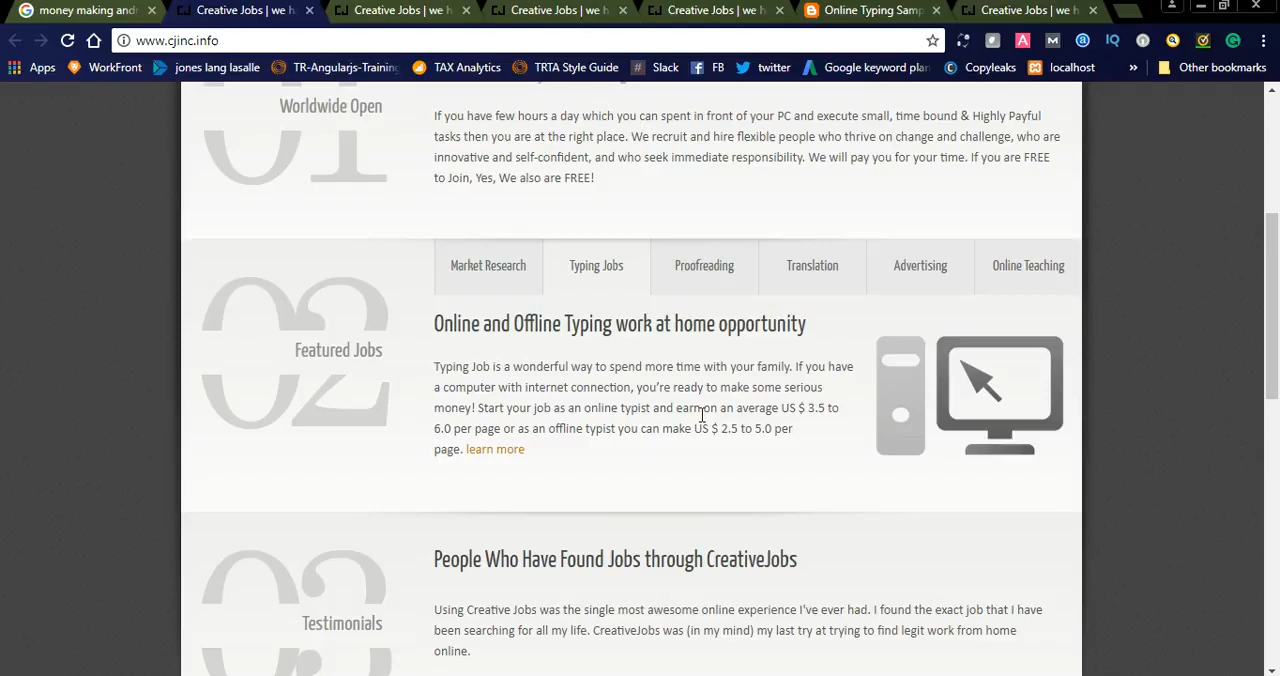 money making and
Creative Jobs | we h
Creative Jobs | we h
Creative Jobs | we h
Creative Jobs | we h
Online Typing Samp
Creative Jobs | we h
www.cjinc.info
Apps
WorkFront
jones lang lasalle
TR-Angularjs-Training
TAX Analytics
TRTA Style Guide
Slack
FB
twitter
Google keyword plan
Copyleaks
localhost
»
Other bookmarks
01
Worldwide Open
If you have few hours a day which you can spent in front of your PC and execute small, time bound & Highly Payful
tasks then you are at the right place. We recruit and hire flexible people who thrive on change and challenge, who are
innovative and self-confident, and who seek immediate responsibility. We will pay you for your time. If you are FREE
to Join, Yes, We also are FREE!
Market Research
Typing Jobs
Proofreading
Translation
Advertising
Online Teaching
02
Featured Jobs
Online and Offline Typing work at home opportunity
Typing Job is a wonderful way to spend more time with your family. If you have
a computer with internet connection, you're ready to make some serious
money! Start your job as an online typist and earn on an average US $ 3.5 to
6.0 per page or as an offline typist you can make US $ 2.5 to 5.0 per
page. learn more
03
Testimonials
People Who Have Found Jobs through CreativeJobs
Using Creative Jobs was the single most awesome online experience I've ever had. I found the exact job that I have
been searching for all my life. CreativeJobs was (in my mind) my last try at trying to find legit work from home
online.